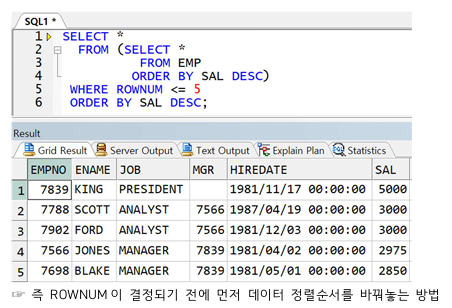 SQL1 *
1 SELECT *
2 FROM (SELECT *
3 FROM EMP
4 ORDER BY SAL DESC)
5 WHERE ROWNUM <= 5
6 ORDER BY SAL DESC;
Result
Grid Result Server Output Text Output Explain Plan Statistics
EMPNO ENAME JOB MGR HIREDATE SAL
1 7839 KING PRESIDENT 1981/11/17 00:00:00 5000
2 7788 SCOTT ANALYST 7566 1987/04/19 00:00:00 3000
3 7902 FORD ANALYST 7566 1981/12/03 00:00:00 3000
4 7566 JONES MANAGER 7839 1981/04/02 00:00:00 2975
5 7698 BLAKE MANAGER 7839 1981/05/01 00:00:00 2850
☞ 즉 ROWNUM이 결정되기 전에 먼저 데이터 정렬순서를 바꿔놓는 방법